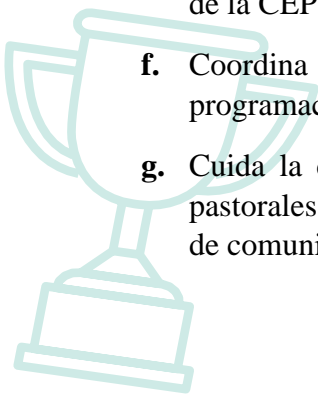 de la CEP
f. Coordina
programac
g. Cuida la
pastorales
de comuni